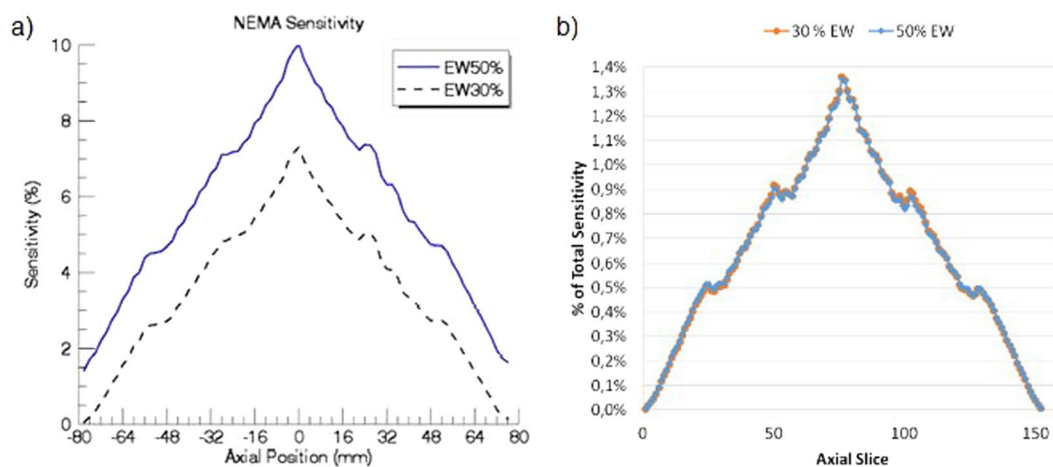 a)
NEMA Sensitivity
EW50%
EW30%
10
8
6
4
2
0
Sensitivity (%)
-80 -64 -48 -32 -16 0 16 32 48 64 80
Axial Position (mm)
b)
30 % EW 50% EW
1,4%
1,3%
1,2%
1,1%
1,0%
0,9%
0,8%
0,7%
0,6%
0,5%
0,4%
0,3%
0,2%
0,1%
0,0%
% of Total Sensitivity
0 50 100 150
Axial Slice